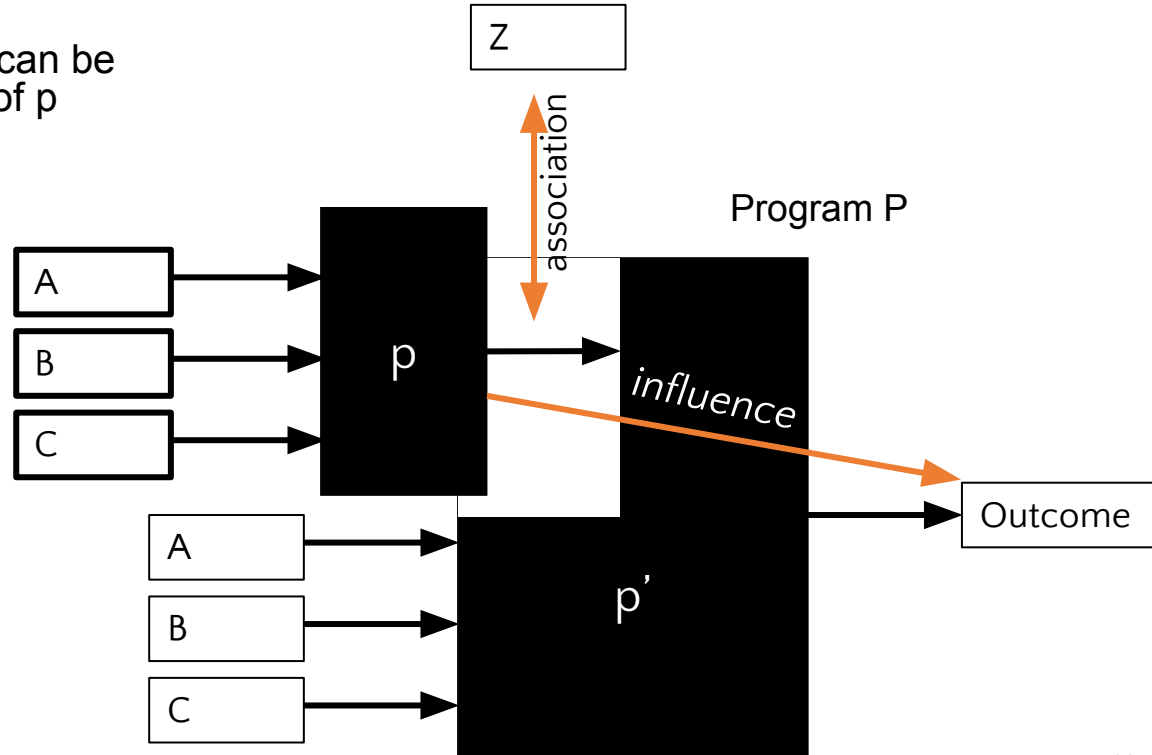 can be
of p
Z
association
Program P
A
B
C
p
influence
Outcome
A
B
C
p’